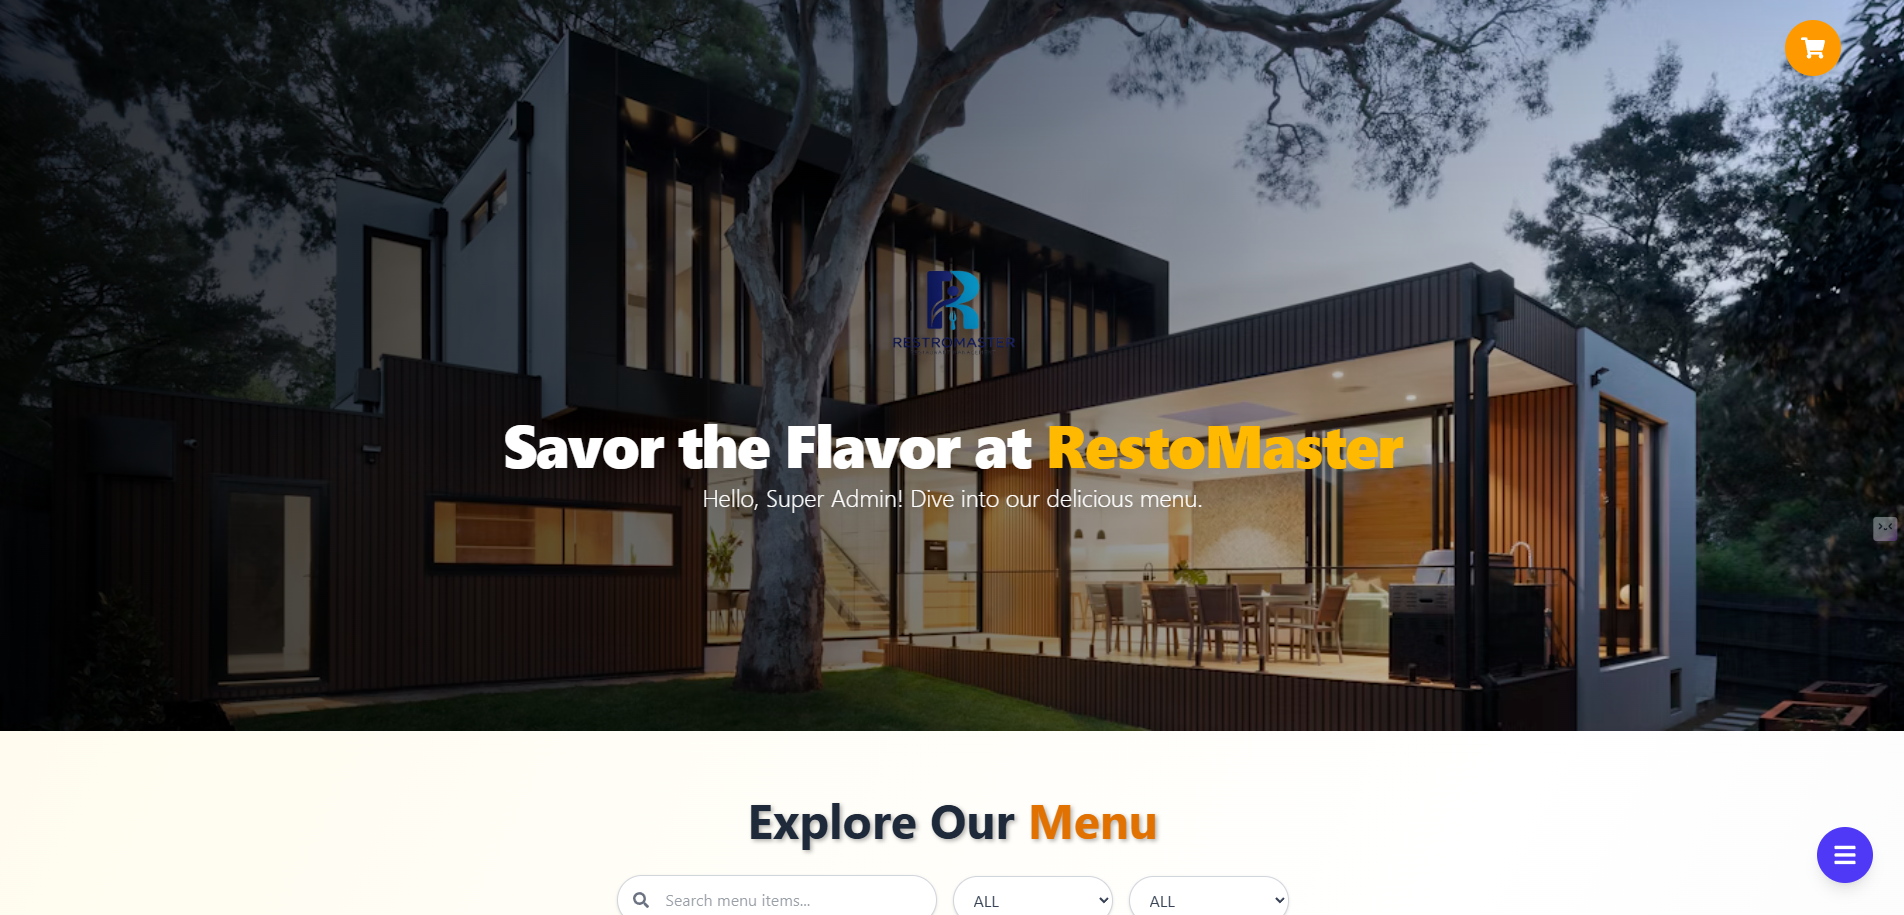 RESTROMASTER
Savor the Flavor at RestoMaster
Hello, Super Admin! Dive into our delicious menu.
Explore Our Menu
Search menu items...
ALL
ALL